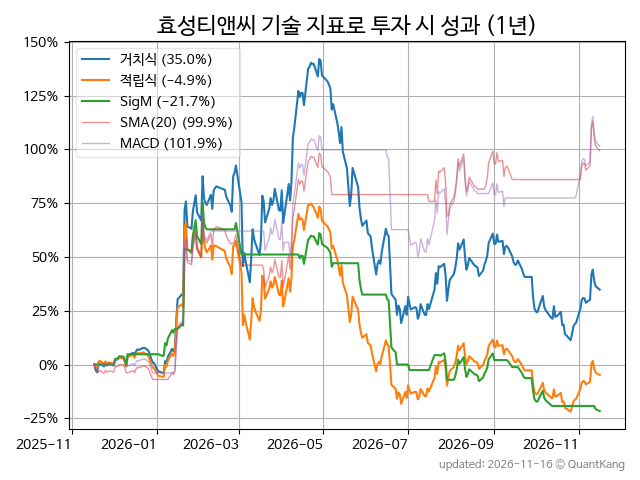 효성티앤씨 기술 지표로 투자 시 성과 (1년)
150%
125%
100%
75%
50%
25%
0%
−25%
거치식 (35.0%)
적립식 (−4.9%)
SigM (−21.7%)
SMA(20) (99.9%)
MACD (101.9%)
2025−11 2026−01 2026−03 2026−05 2026−07 2026−09 2026−11
updated: 2026-11-16 © QuantKang